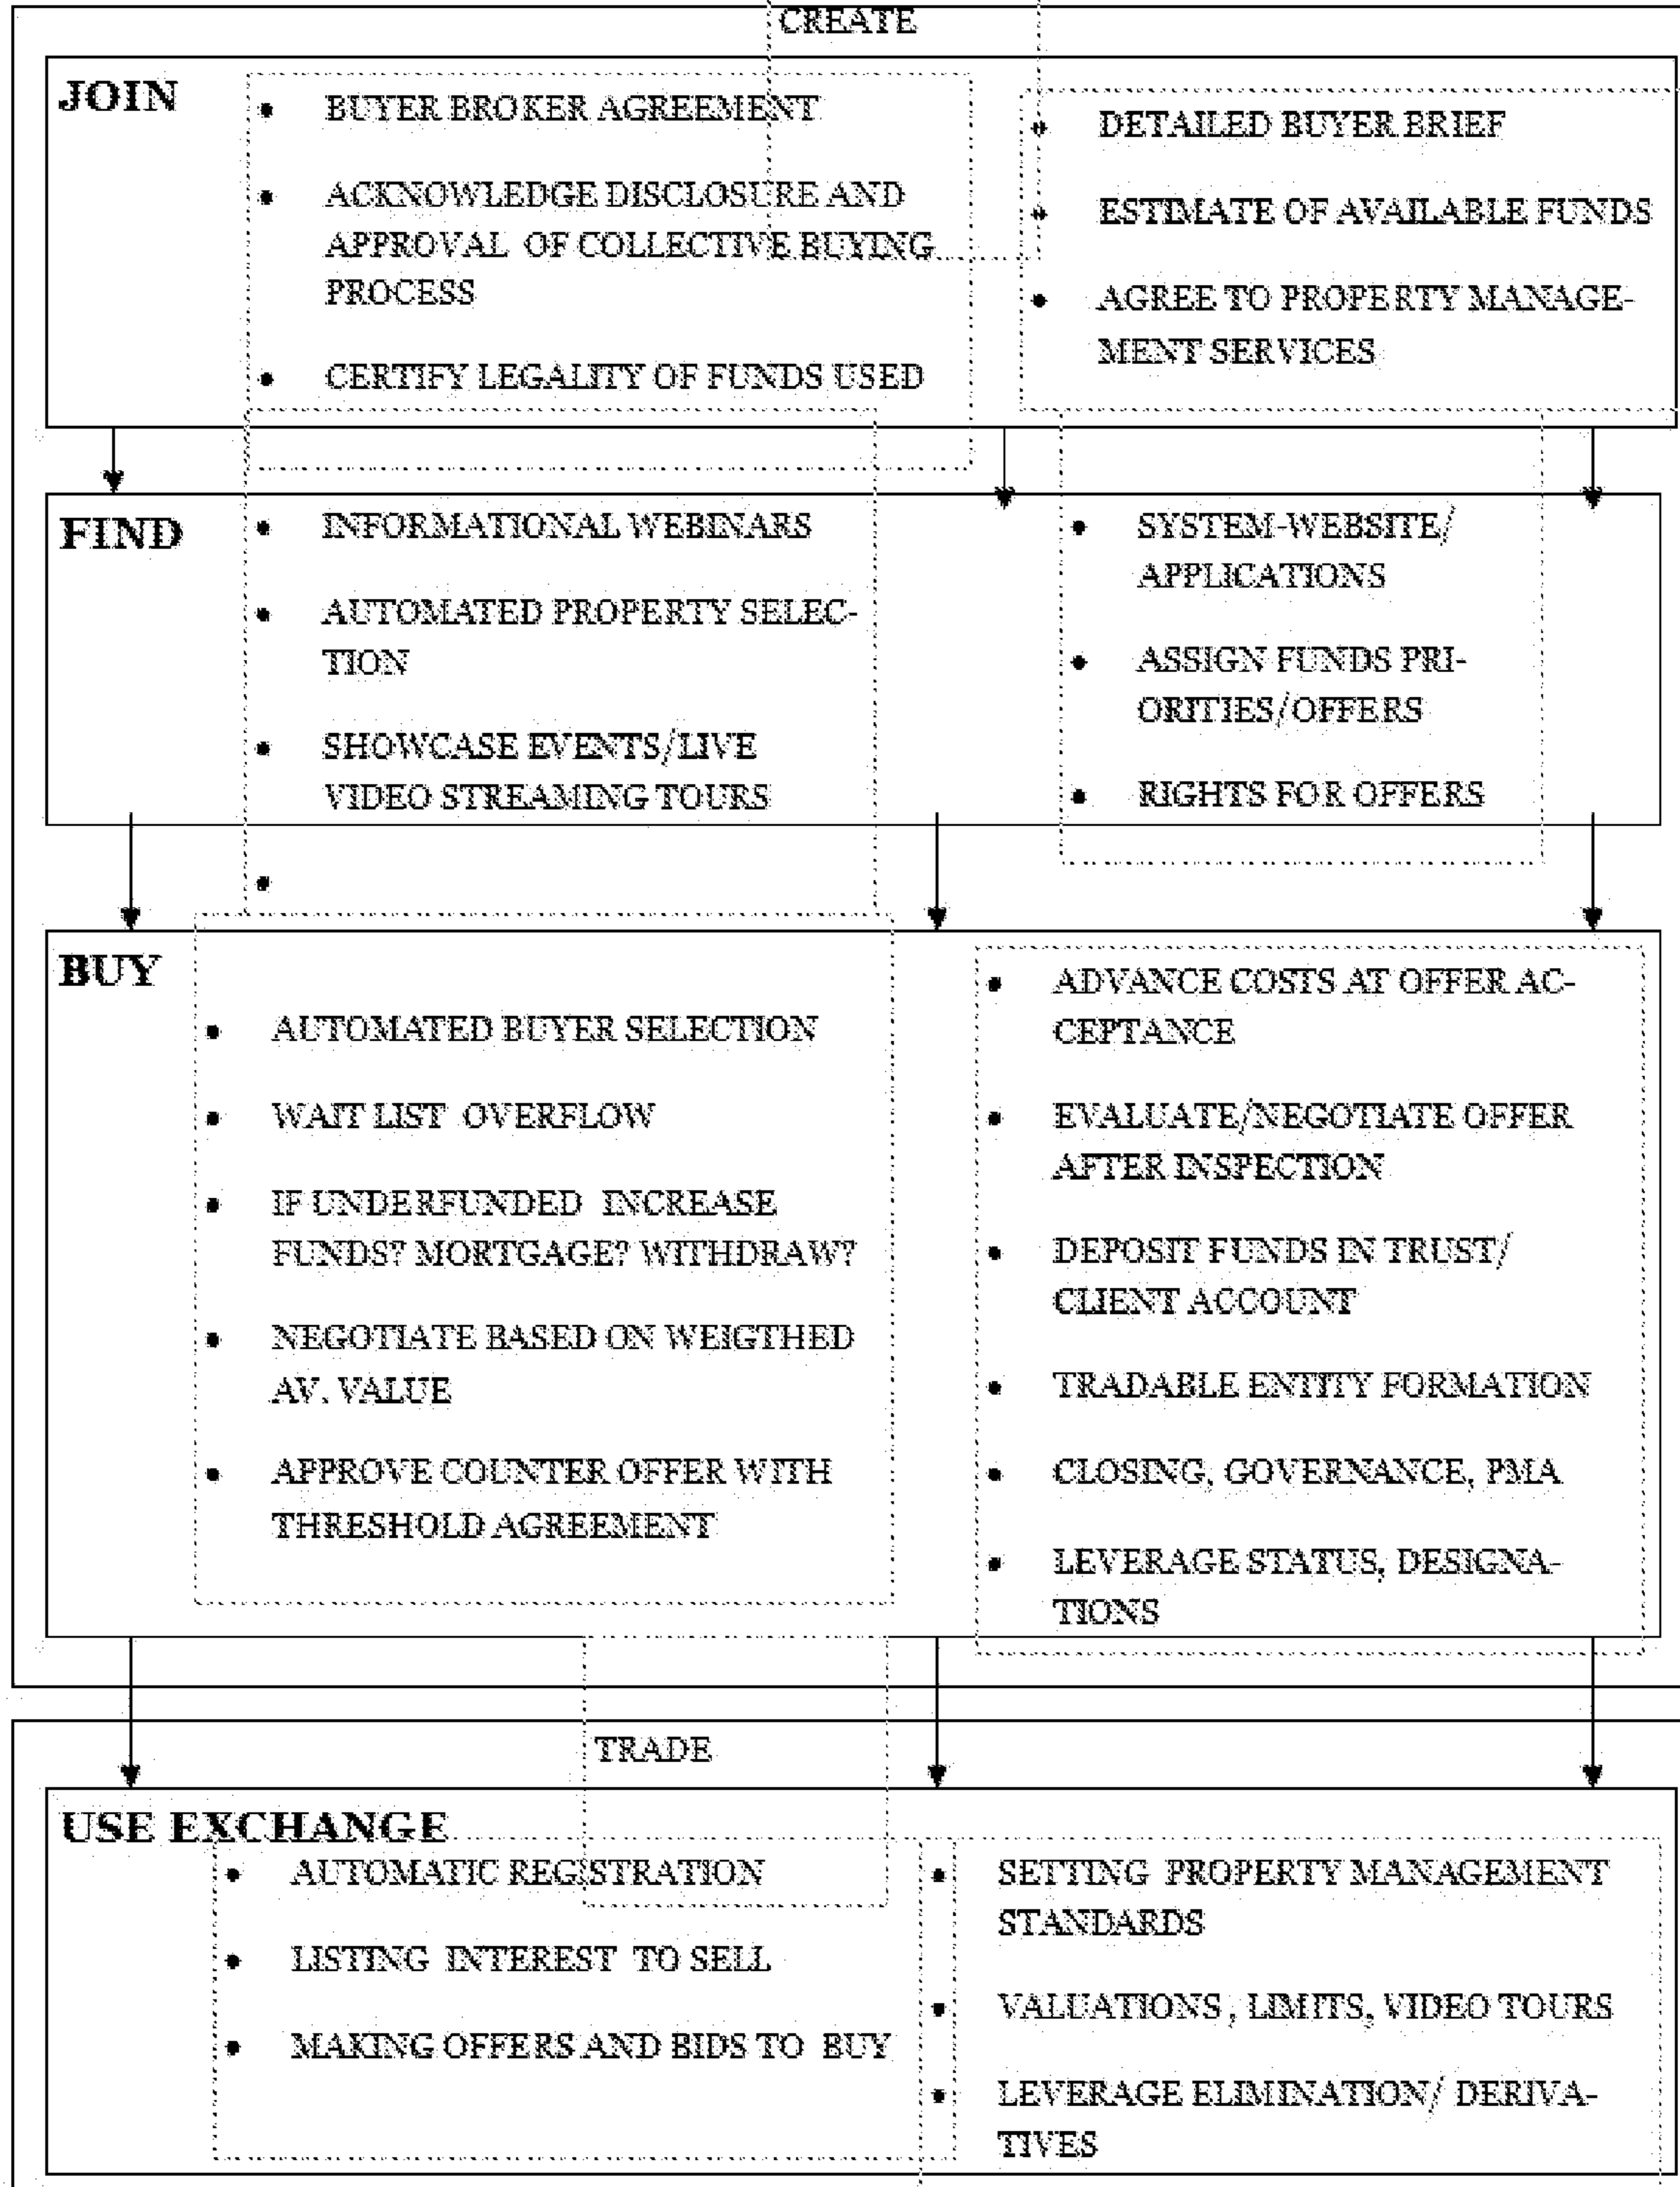 CREATE
JOIN
• BUYER BROKER AGREEMENT
• ACKNOWLEDGE DISCLOSURE AND
APPROVAL OF COLLECTIVE BUYING
PROCESS
• CERTIFY LEGALITY OF FUNDS USED
• DETAILED BUYER BRIEF
• ESTIMATE OF AVAILABLE FUNDS
• AGREE TO PROPERTY MANAGE-
MENT SERVICES
FIND
• INFORMATIONAL WEBINARS
• AUTOMATED PROPERTY SELEC-
TION
• SHOWCASE EVENTS/LIVE
VIDEO STREAMING TOURS
•
• SYSTEM-WEBSITE/
APPLICATIONS
• ASSIGN FUNDS PRI-
ORITIES/OFFERS
• RIGHTS FOR OFFERS
BUY
• AUTOMATED BUYER SELECTION
• WAIT LIST OVERFLOW
• IF UNDERFUNDED INCREASE
FUNDS? MORTGAGE? WITHDRAW?
• NEGOTIATE BASED ON WEIGTHED
AV. VALUE
• APPROVE COUNTER OFFER WITH
THRESHOLD AGREEMENT
• ADVANCE COSTS AT OFFER AC-
CEPTANCE
• EVALUATE/NEGOTIATE OFFER
AFTER INSPECTION
• DEPOSIT FUNDS IN TRUST/
CLIENT ACCOUNT
• TRADABLE ENTITY FORMATION
• CLOSING, GOVERNANCE, PMA
• LEVERAGE STATUS, DESIGNA-
TIONS
TRADE
USE EXCHANGE
• AUTOMATIC REGISTRATION
• LISTING INTEREST TO SELL
• MAKING OFFERS AND BIDS TO BUY
• SETTING PROPERTY MANAGEMENT
STANDARDS
• VALUATIONS, LIMITS, VIDEO TOURS
• LEVERAGE ELIMINATION/ DERIVA-
TIVES